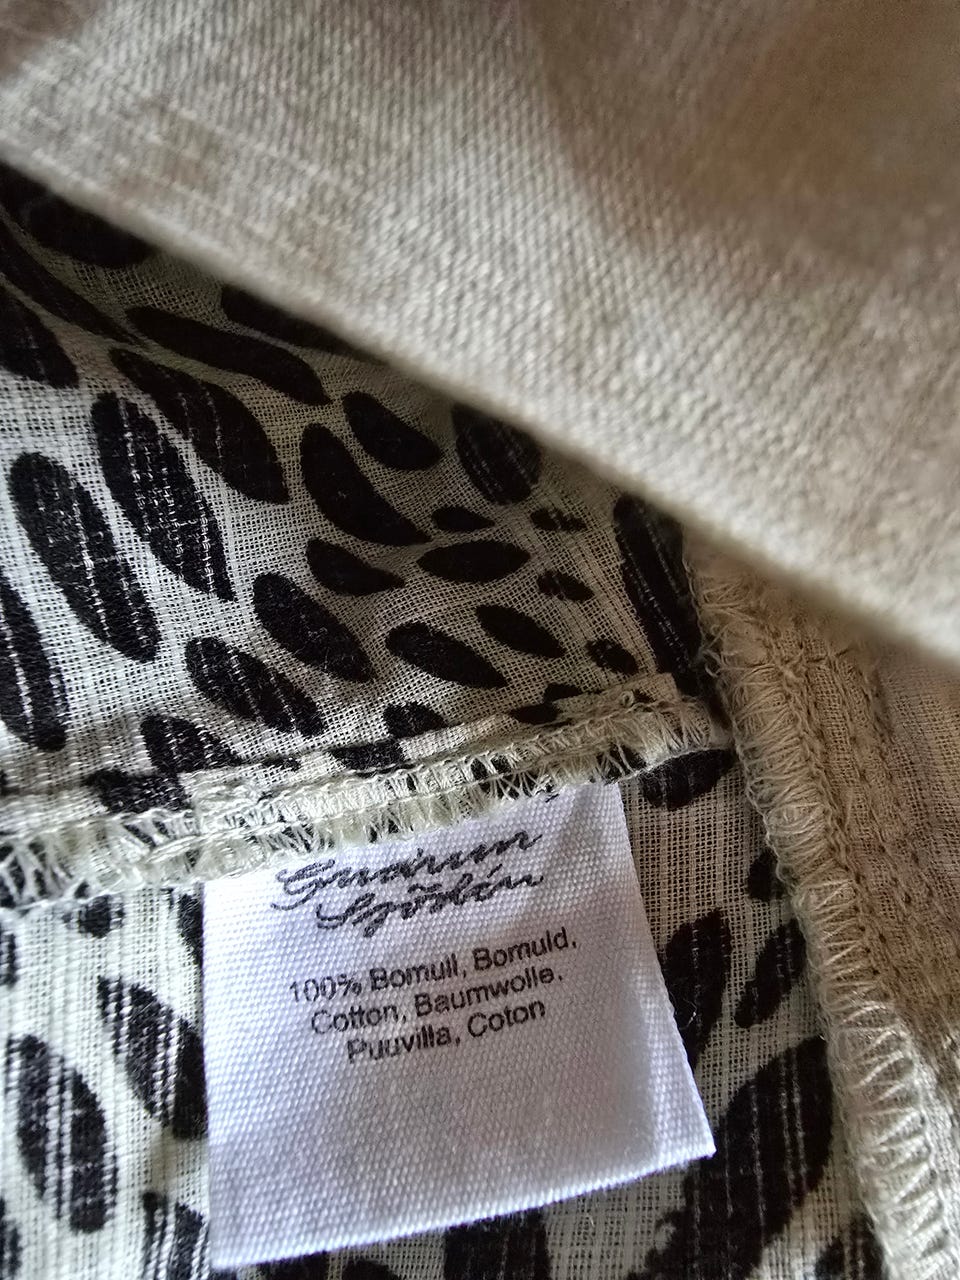 Gudrun
Sjödén
100% Bomull, Bomuld,
Cotton, Baumwolle,
Puuvilla, Coton